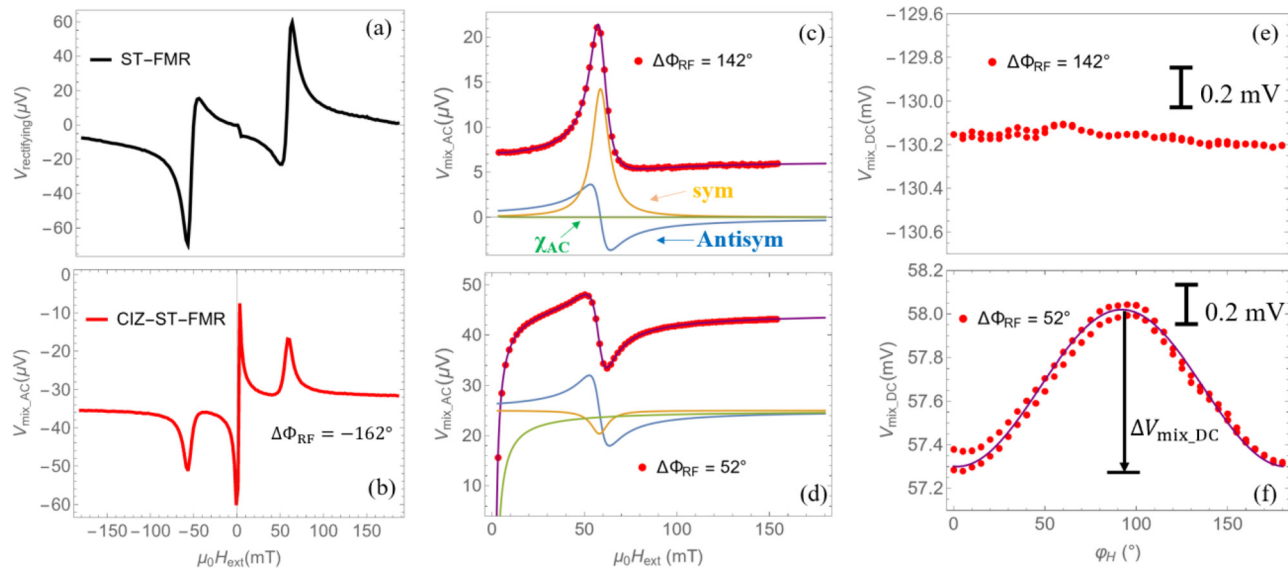 (a)
ST−FMR
V_rectifying(μV)
60
40
20
0
−20
−40
−60
(b)
CIZ−ST−FMR
ΔΦ_RF = −162°
V_mix_AC(μV)
0
−10
−20
−30
−40
−50
−60
−150 −100 −50 0 50 100 150
μ₀H_ext(mT)
(c)
ΔΦ_RF = 142°
V_mix_AC(μV)
20
15
10
5
0
sym
χ_AC
Antisym
(d)
ΔΦ_RF = 52°
V_mix_AC(μV)
50
40
30
20
10
0 50 100 150
μ₀H_ext (mT)
(e)
ΔΦ_RF = 142°
0.2 mV
V_mix_DC(mV)
−129.6
−129.8
−130.0
−130.2
−130.4
−130.6
(f)
ΔΦ_RF = 52°
0.2 mV
ΔV_mix_DC
V_mix_DC(mV)
58.2
58.0
57.8
57.6
57.4
57.2
0 50 100 150
φ_H (°)